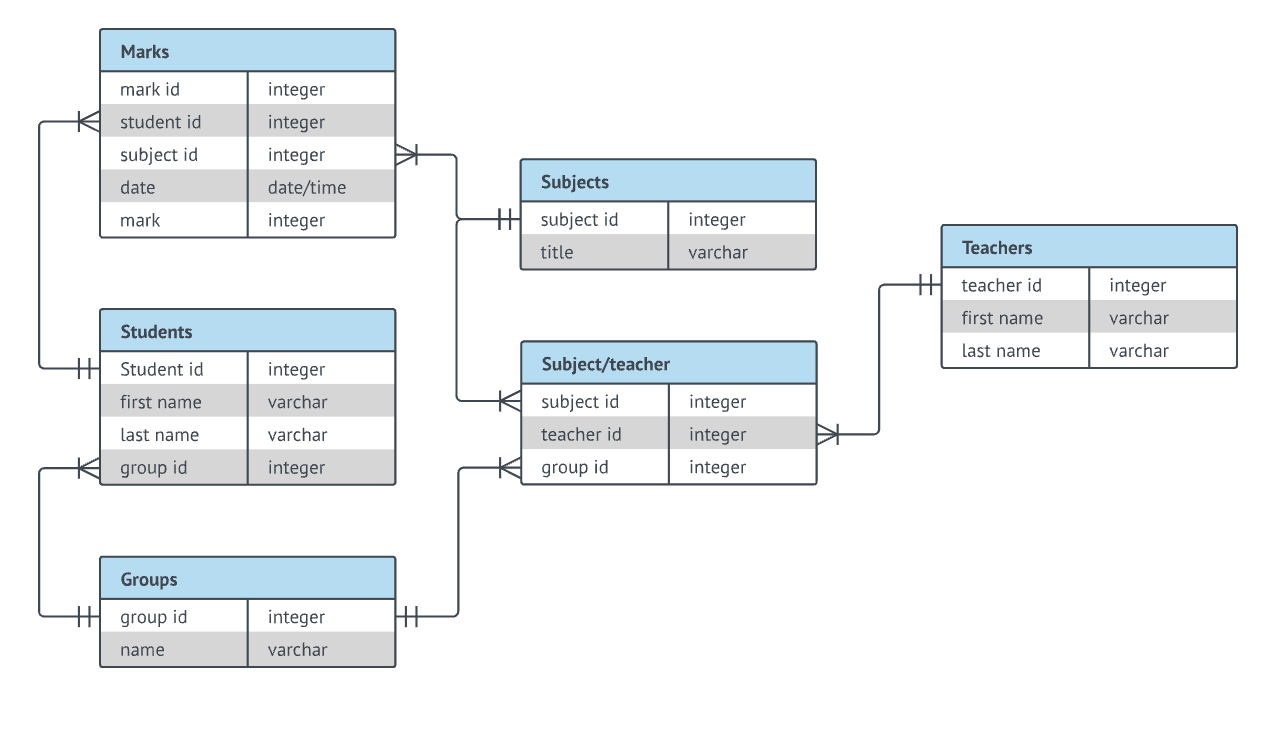 Marks
mark id integer
student id integer
subject id integer
date date/time
mark integer
Subjects
subject id integer
title varchar
Teachers
teacher id integer
first name varchar
last name varchar
Students
Student id integer
first name varchar
last name varchar
group id integer
Subject/teacher
subject id integer
teacher id integer
group id integer
Groups
group id integer
name varchar